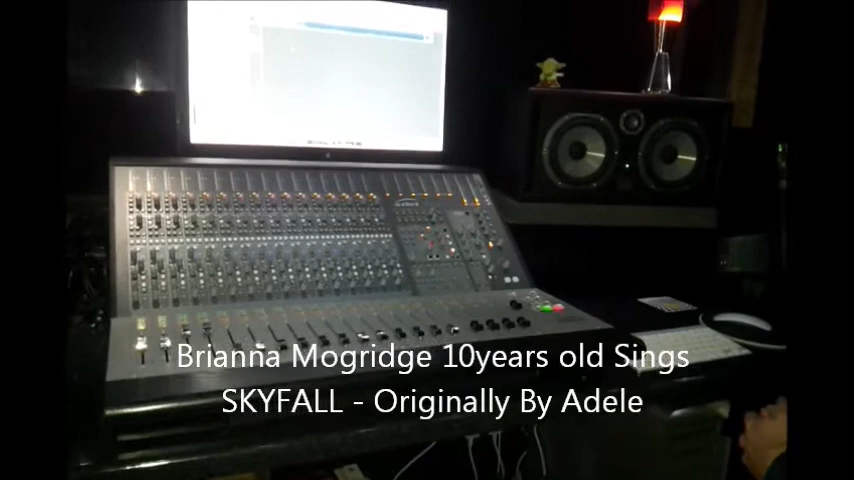 Brianna Mogridge 10years old Sings
SKYFALL - Originally By Adele